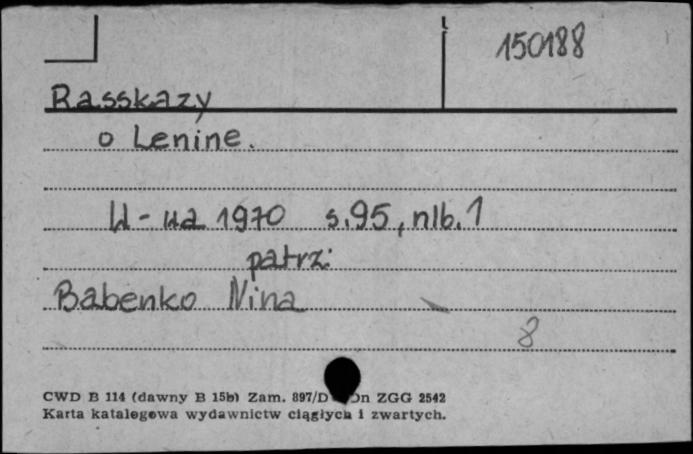 150188
Rasskazy
o Lenine.
W-wa 1970 s.95, nlb.1
patrz:
Babenko Nina
8
CWD B 114 (dawny B 15b) Zam. 897/D ZGG 2542
Karta katalogowa wydawnictw ciągłych i zwartych.